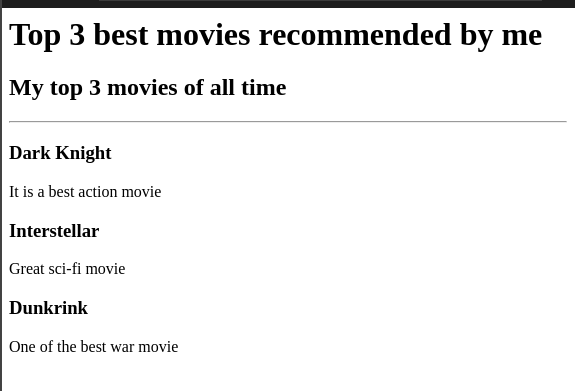 Top 3 best movies recommended by me
My top 3 movies of all time
Dark Knight
It is a best action movie
Interstellar
Great sci-fi movie
Dunkrink
One of the best war movie